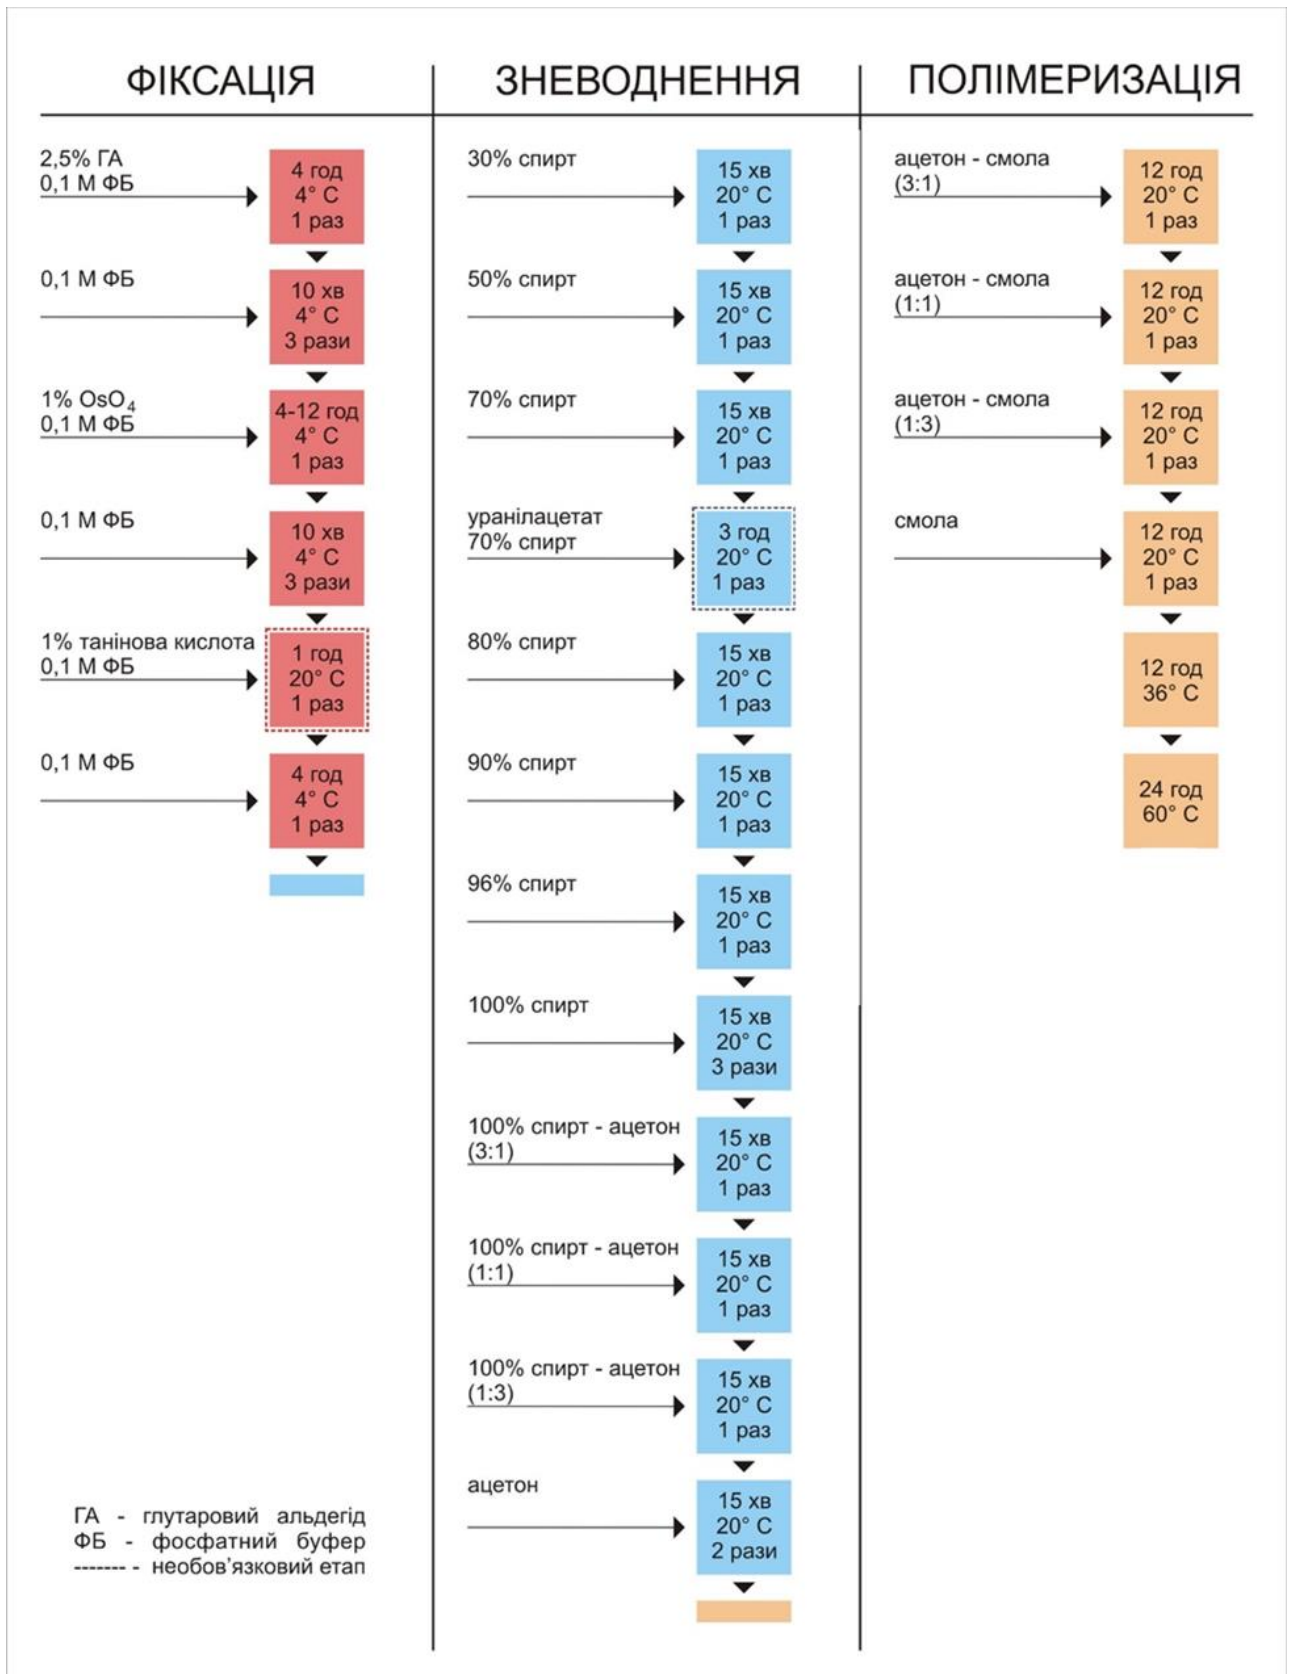 ФІКСАЦІЯ
2,5% ГА
0,1 М ФБ
4 год
4° С
1 раз
0,1 М ФБ
10 хв
4° С
3 рази
1% OsO₄
0,1 М ФБ
4-12 год
4° С
1 раз
0,1 М ФБ
10 хв
4° С
3 рази
1% танінова кислота
0,1 М ФБ
1 год
20° С
1 раз
0,1 М ФБ
4 год
4° С
1 раз
ГА - глутаровий альдегід
ФБ - фосфатний буфер
------- - необов'язковий етап
ЗНЕВОДНЕННЯ
30% спирт
15 хв
20° С
1 раз
50% спирт
15 хв
20° С
1 раз
70% спирт
15 хв
20° С
1 раз
уранілацетат
70% спирт
3 год
20° С
1 раз
80% спирт
15 хв
20° С
1 раз
90% спирт
15 хв
20° С
1 раз
96% спирт
15 хв
20° С
1 раз
100% спирт
15 хв
20° С
3 рази
100% спирт - ацетон
(3:1)
15 хв
20° С
1 раз
100% спирт - ацетон
(1:1)
15 хв
20° С
1 раз
100% спирт - ацетон
(1:3)
15 хв
20° С
1 раз
ацетон
15 хв
20° С
2 рази
ПОЛІМЕРИЗАЦІЯ
ацетон - смола
(3:1)
12 год
20° С
1 раз
ацетон - смола
(1:1)
12 год
20° С
1 раз
ацетон - смола
(1:3)
12 год
20° С
1 раз
смола
12 год
20° С
1 раз
12 год
36° С
24 год
60° С